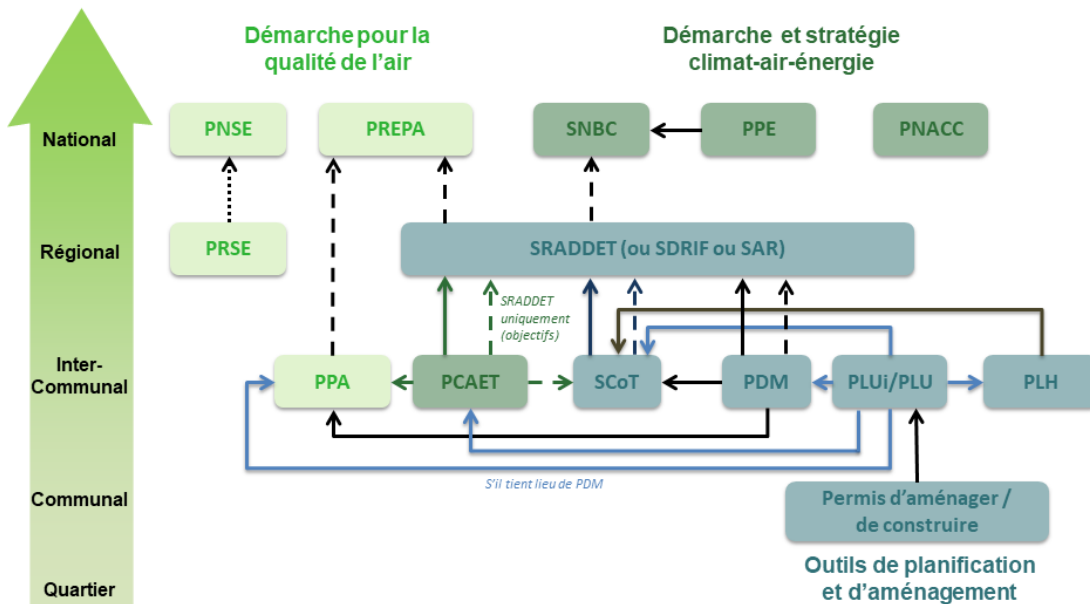 Démarche pour la
qualité de l'air
Démarche et stratégie
climat-air-énergie
National
PNSE
PREPA
SNBC
PPE
PNACC
Régional
PRSE
SRADDET (ou SDRIF ou SAR)
SRADDET
uniquement
(objectifs)
Inter-
Communal
PPA
PCAET
SCoT
PDM
PLUi/PLU
PLH
S'il tient lieu de PDM
Communal
Permis d'aménager /
de construire
Outils de planification
et d'aménagement
Quartier